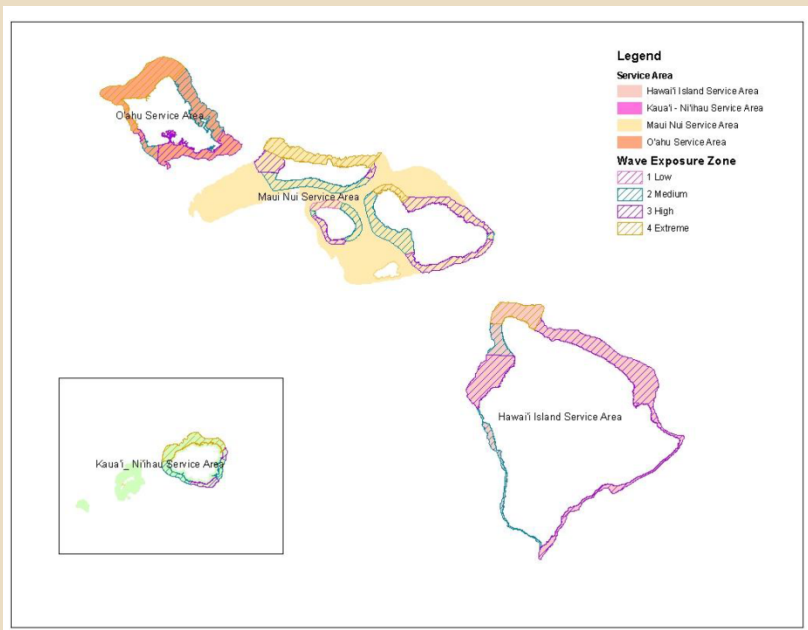 Legend
Service Area
Hawai'i Island Service Area
Kaua'i - Ni'ihau Service Area
Maui Nui Service Area
O'ahu Service Area
Wave Exposure Zone
1 Low
2 Medium
3 High
4 Extreme
O'ahu Service Area
Maui Nui Service Area
Hawai'i Island Service Area
Kaua'i_ Ni'ihau Service Area